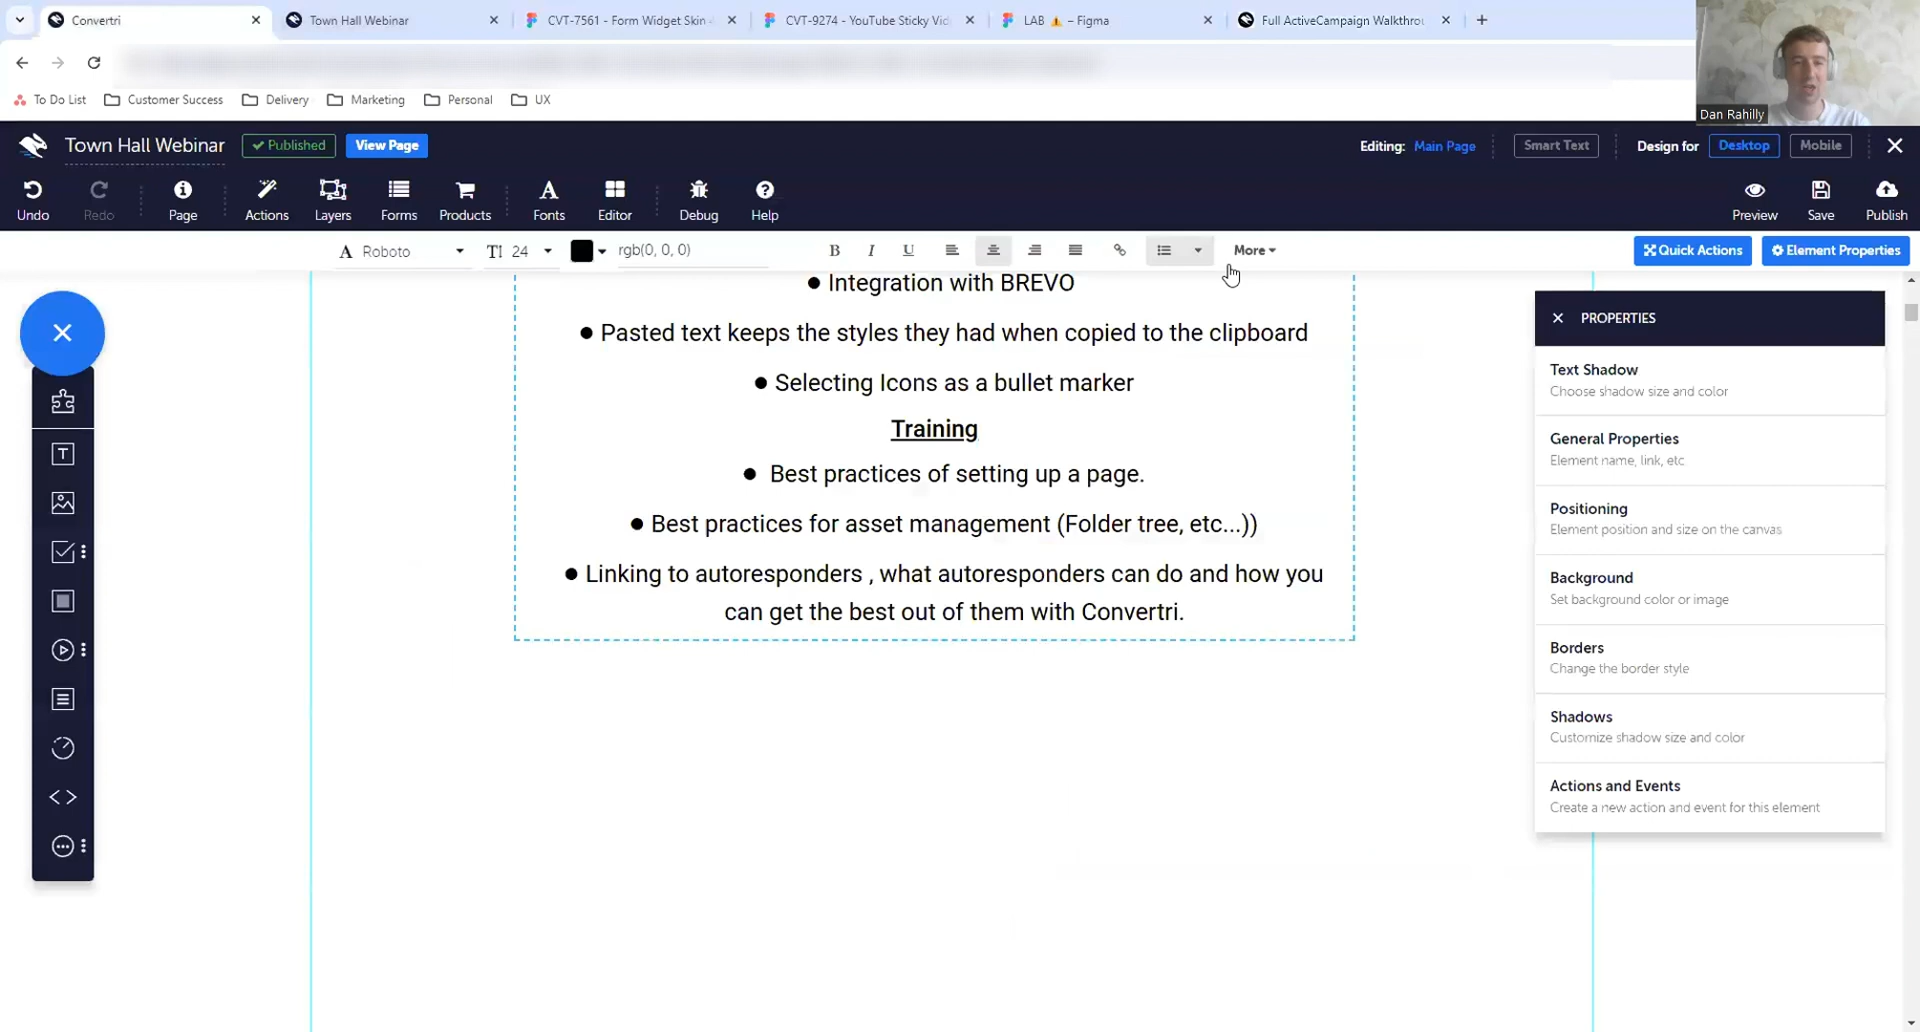 Convertri
Town Hall Webinar
CVT-7561 - Form Widget Skin
CVT-9274 - YouTube Sticky Vid
LAB ⚠ – Figma
Full ActiveCampaign Walkthrou
To Do List
Customer Success
Delivery
Marketing
Personal
UX
Dan Rahilly
Town Hall Webinar
✓ Published
View Page
Editing: Main Page
Smart Text
Design for
Desktop
Mobile
Undo
Redo
Page
Actions
Layers
Forms
Products
Fonts
Editor
Debug
Help
Preview
Save
Publish
Roboto
24
rgb(0, 0, 0)
B
I
U
More
Quick Actions
Element Properties
● Integration with BREVO
● Pasted text keeps the styles they had when copied to the clipboard
● Selecting Icons as a bullet marker
Training
● Best practices of setting up a page.
● Best practices for asset management (Folder tree, etc...))
● Linking to autoresponders , what autoresponders can do and how you
can get the best out of them with Convertri.
PROPERTIES
Text Shadow
Choose shadow size and color
General Properties
Element name, link, etc
Positioning
Element position and size on the canvas
Background
Set background color or image
Borders
Change the border style
Shadows
Customize shadow size and color
Actions and Events
Create a new action and event for this element